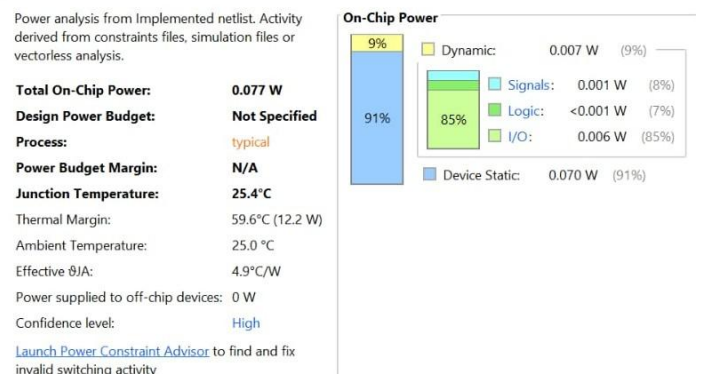 Power analysis from Implemented netlist. Activity
derived from constraints files, simulation files or
vectorless analysis.
Total On-Chip Power: 0.077 W
Design Power Budget: Not Specified
Process: typical
Power Budget Margin: N/A
Junction Temperature: 25.4°C
Thermal Margin: 59.6°C (12.2 W)
Ambient Temperature: 25.0 °C
Effective ϑJA: 4.9°C/W
Power supplied to off-chip devices: 0 W
Confidence level: High
Launch Power Constraint Advisor to find and fix
invalid switching activity
On-Chip Power
9%
91%
Dynamic: 0.007 W (9%)
85%
Signals: 0.001 W (8%)
Logic: <0.001 W (7%)
I/O: 0.006 W (85%)
Device Static: 0.070 W (91%)